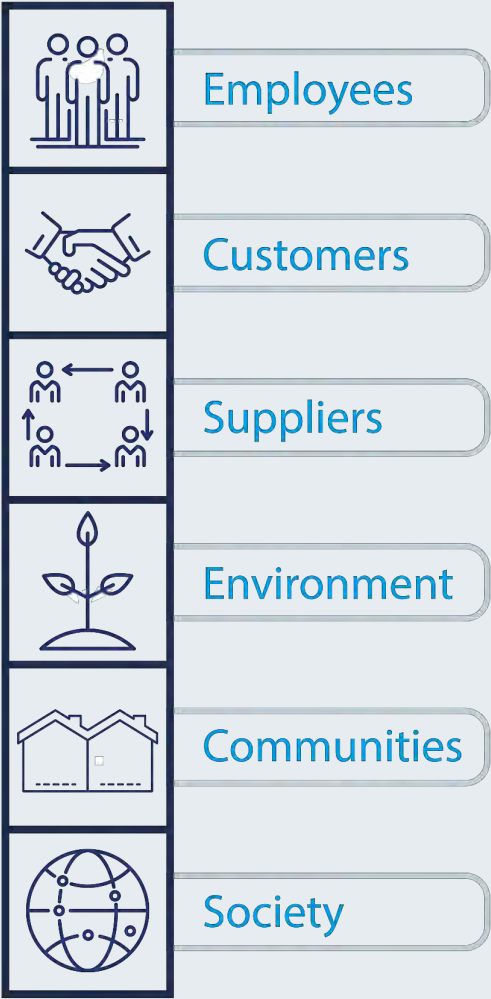 Employees
Customers
Suppliers
Environment
Communities
Society